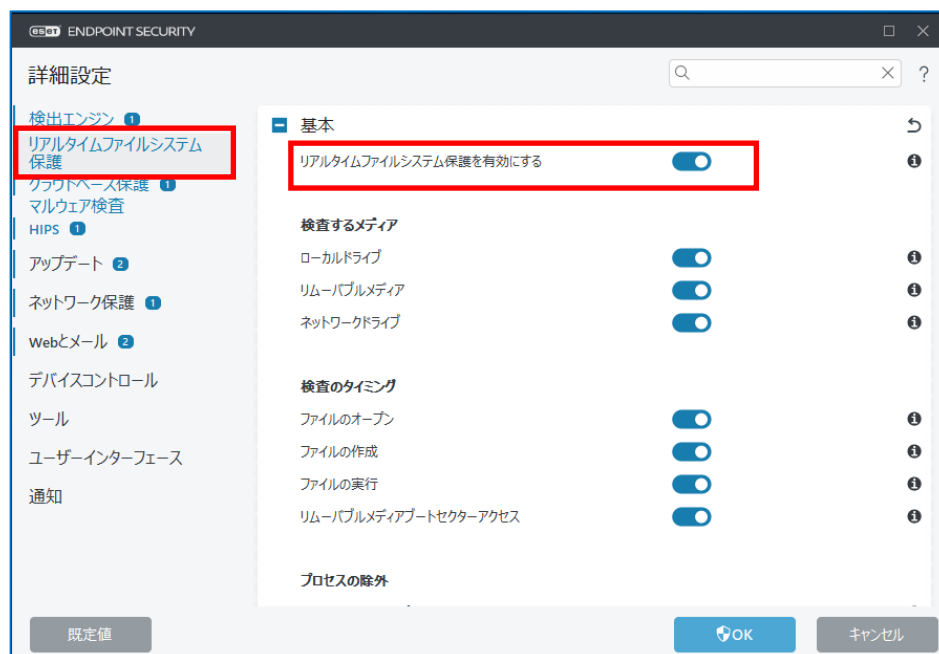 eset ENDPOINT SECURITY
詳細設定
?
検出エンジン 1
リアルタイムファイルシステム
保護
クラウドベース保護 1
マルウェア検査
HIPS 1
アップデート 2
ネットワーク保護 1
Webとメール 2
デバイスコントロール
ツール
ユーザーインターフェース
通知
基本
リアルタイムファイルシステム保護を有効にする
検査するメディア
ローカルドライブ
リムーバブルメディア
ネットワークドライブ
検査のタイミング
ファイルのオープン
ファイルの作成
ファイルの実行
リムーバブルメディアブートセクターアクセス
プロセスの除外
既定値
OK
キャンセル